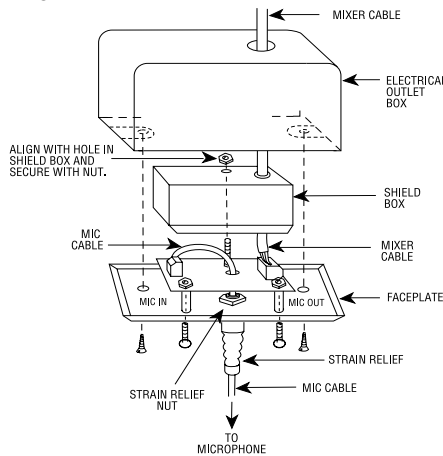 MIXER CABLE
ELECTRICAL
OUTLET
BOX
ALIGN WITH HOLE IN
SHIELD BOX AND
SECURE WITH NUT.
SHIELD
BOX
MIC
CABLE
MIXER
CABLE
MIC IN
MIC OUT
FACEPLATE
STRAIN RELIEF
STRAIN RELIEF
NUT
MIC CABLE
TO
MICROPHONE